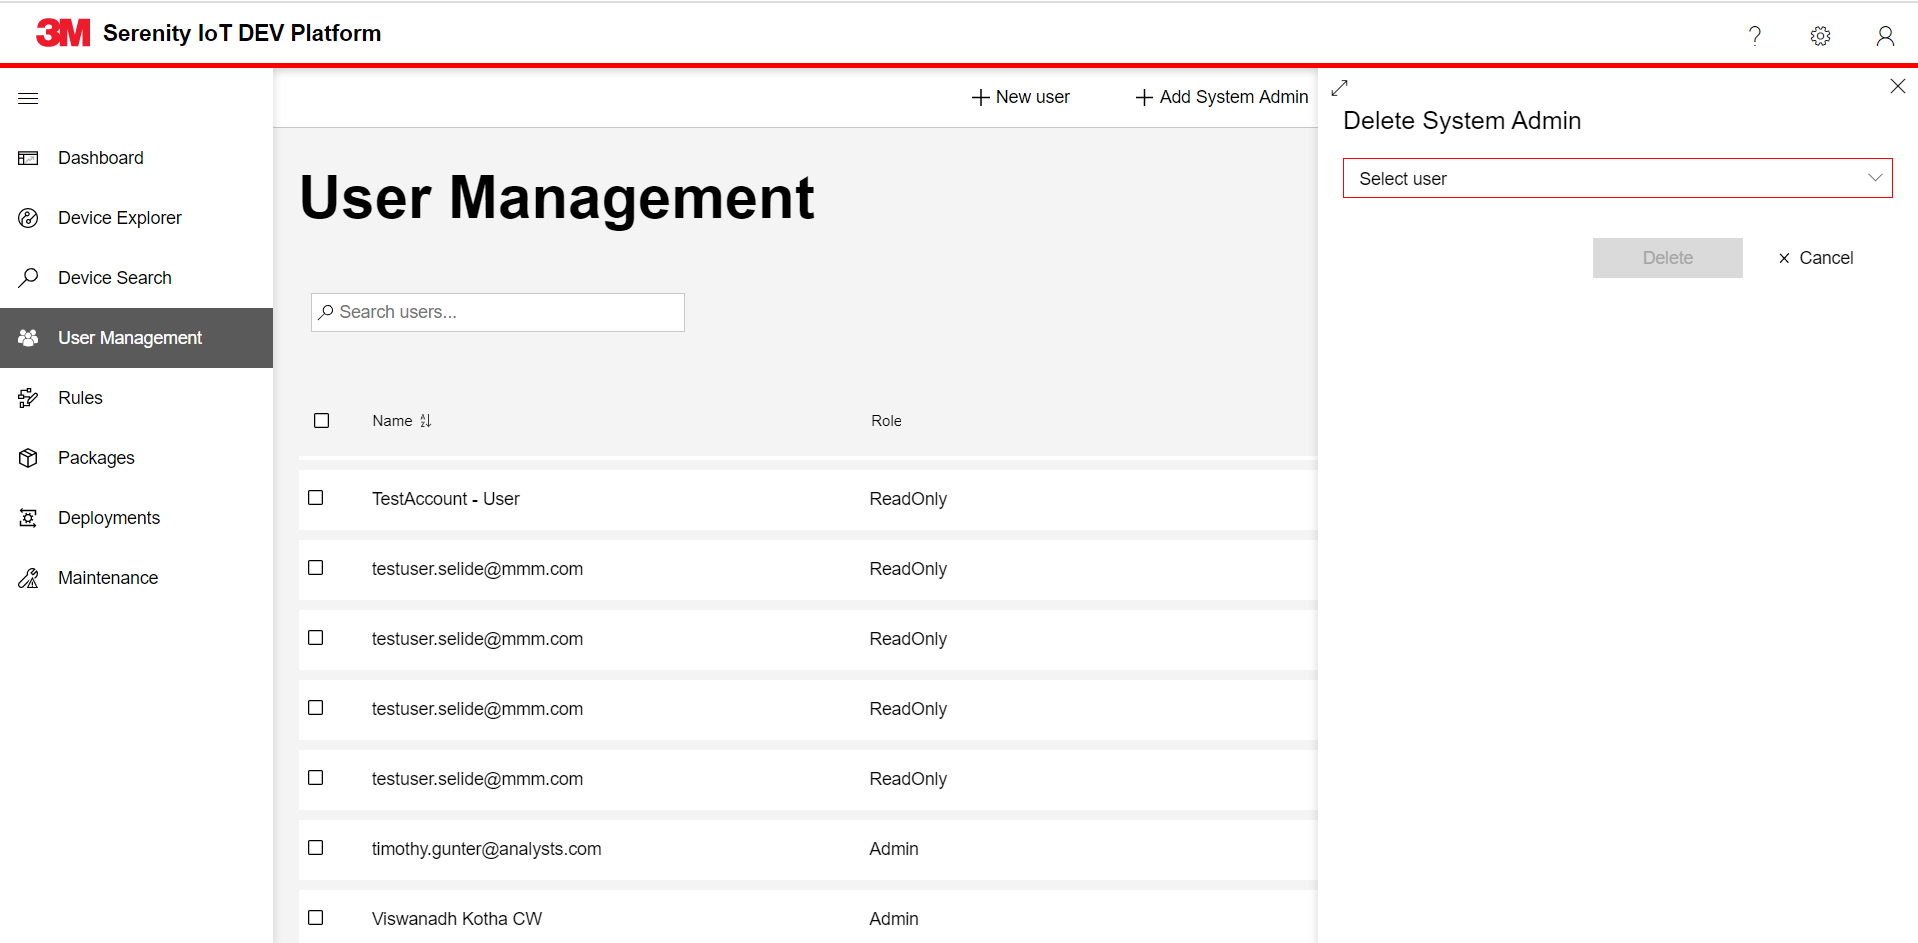 3M Serenity IoT DEV Platform
?
New user
Add System Admin
Dashboard
Device Explorer
Device Search
User Management
Rules
Packages
Deployments
Maintenance
User Management
Search users...
Name
Role
TestAccount - User ReadOnly
testuser.selide@mmm.com ReadOnly
testuser.selide@mmm.com ReadOnly
testuser.selide@mmm.com ReadOnly
testuser.selide@mmm.com ReadOnly
timothy.gunter@analysts.com Admin
Viswanadh Kotha CW Admin
Delete System Admin
Select user
Delete
Cancel